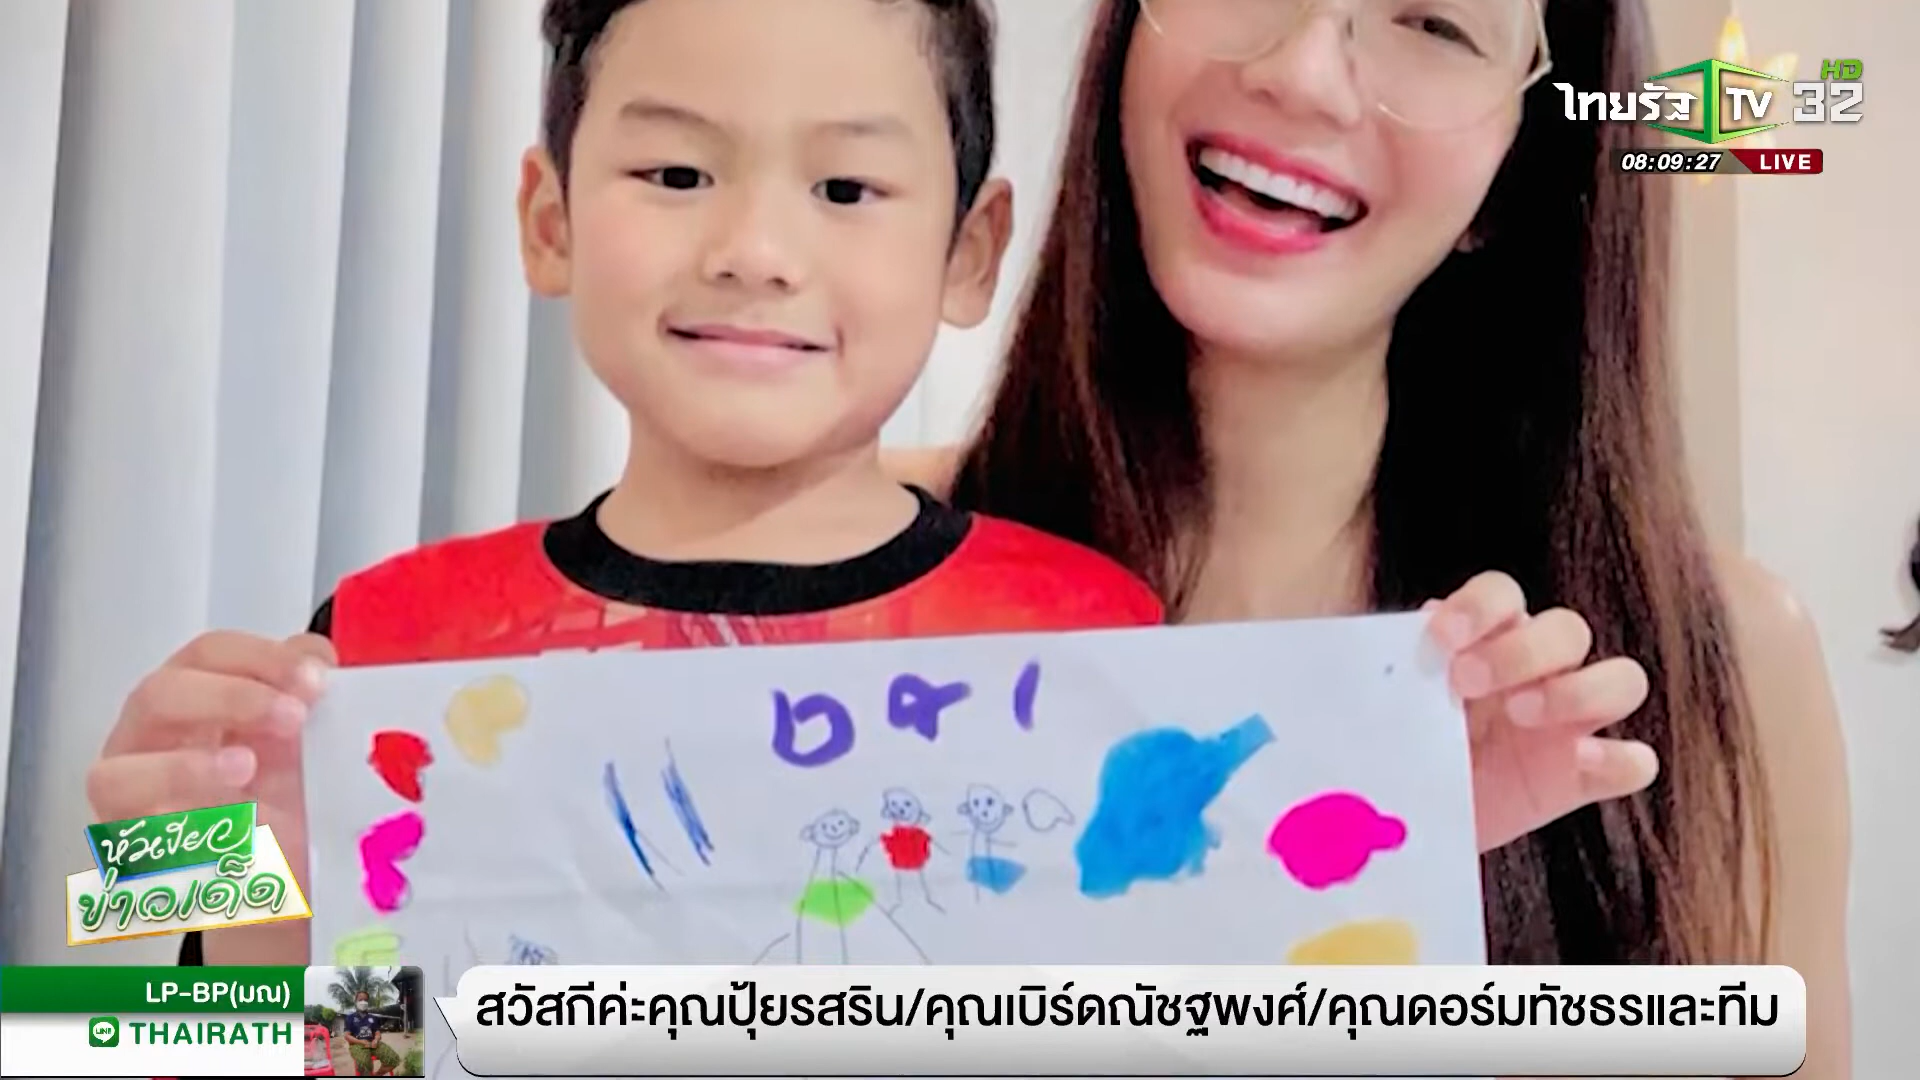 ไทยรัฐ TV 32 HD
08:09:27 LIVE
หัวเขียว
ข่าวเด็ด
LP-BP(มณ)
LINE THAIRATH
สวัสดีค่ะคุณปุ้ยรสริน/คุณเบิร์ดณัชฐพงศ์/คุณดอร์มทัชธรและทีม